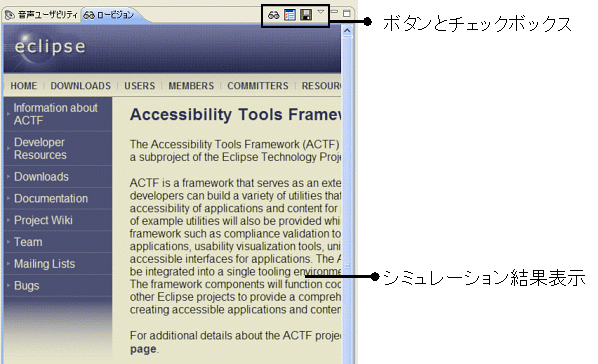 音声ユーザビリティ ロービジョン
ボタンとチェックボックス
eclipse
HOME DOWNLOADS USERS MEMBERS COMMITTERS RESOUR
Information about
ACTF
Developer
Resources
Downloads
Documentation
Project Wiki
Team
Mailing Lists
Bugs
Accessibility Tools Framew
The Accessibility Tools Framework (ACTF)
a subproject of the Eclipse Technology Proj
ACTF is a framework that serves as an exte
developers can build a variety of utilities that
accessibility of applications and content for
of example utilities will also be provided whi
framework such as compliance validation to
applications, usability visualization tools, uni
accessible interfaces for applications. The A
be integrated into a single tooling environme
The framework components will function coo
other Eclipse projects to provide a compreh
creating accessible applications and conten
For additional details about the ACTF projec
page.
シミュレーション結果表示